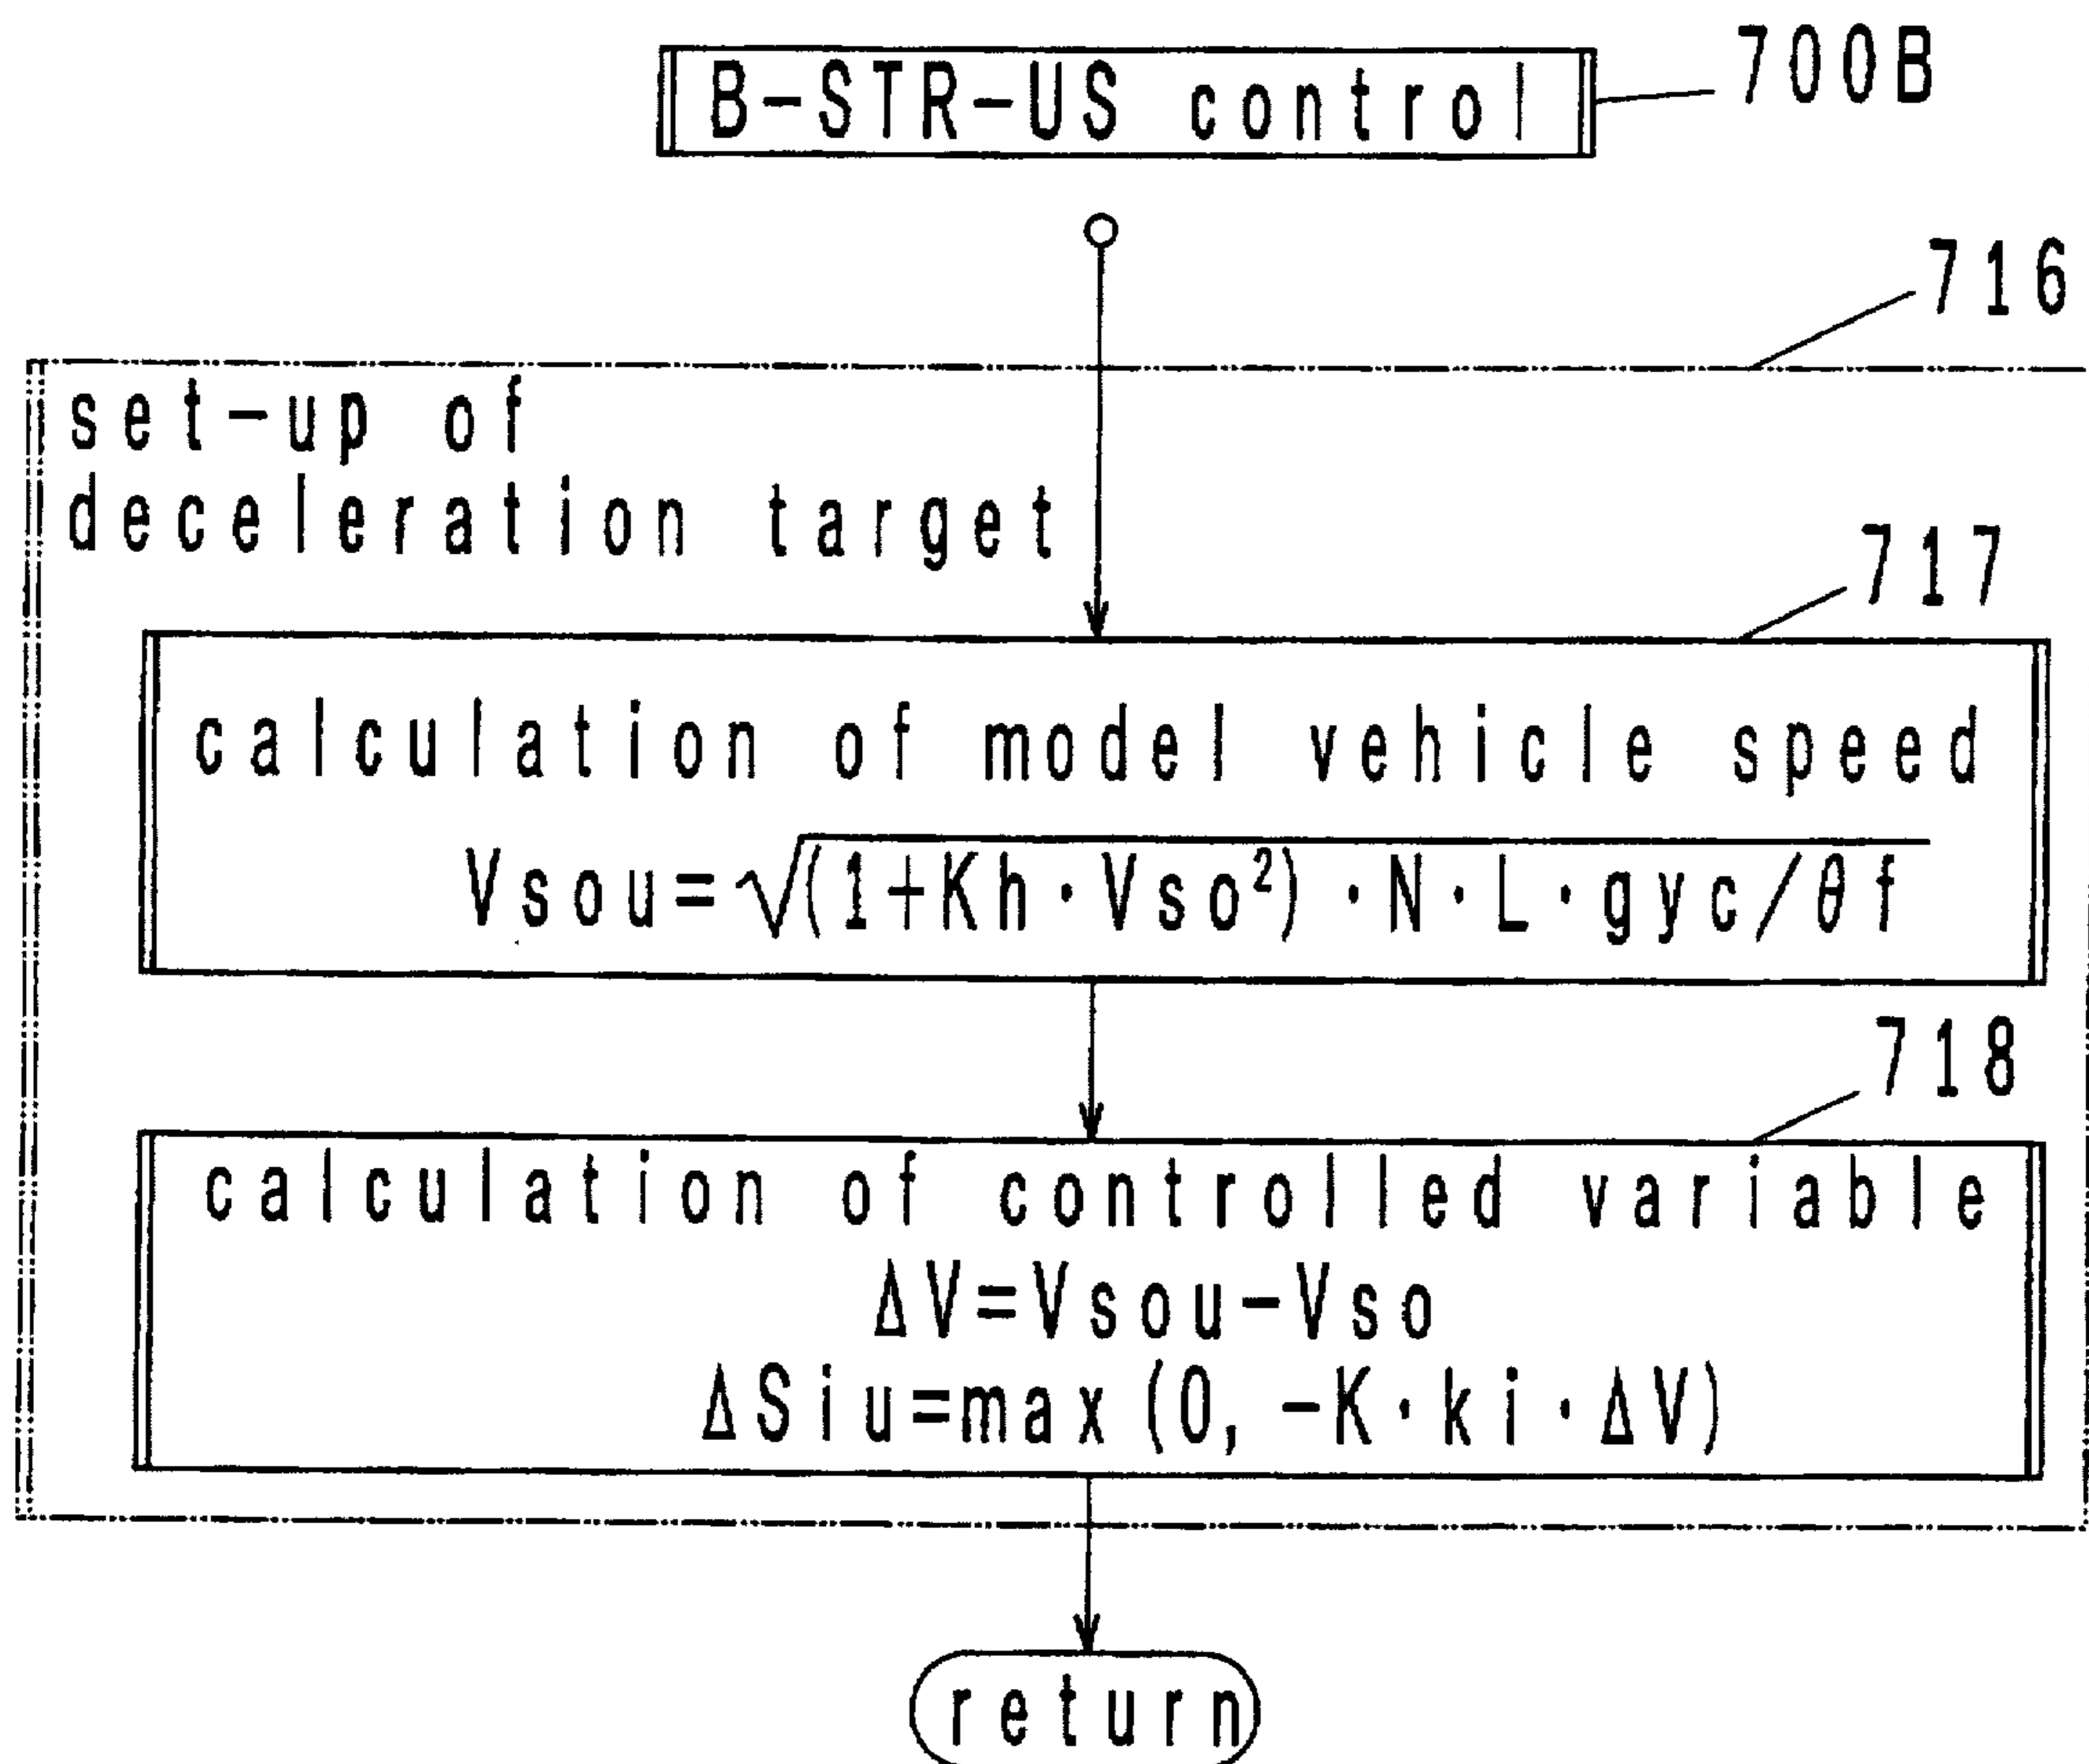 B-STR-US control
700B
716
set-up of
deceleration target
717
calculation of model vehicle speed
Vsou=√(1+Kh·Vso²)·N·L·gyc/θf
718
calculation of controlled variable
ΔV=Vsou-Vso
ΔSiu=max(0, -K·ki·ΔV)
return